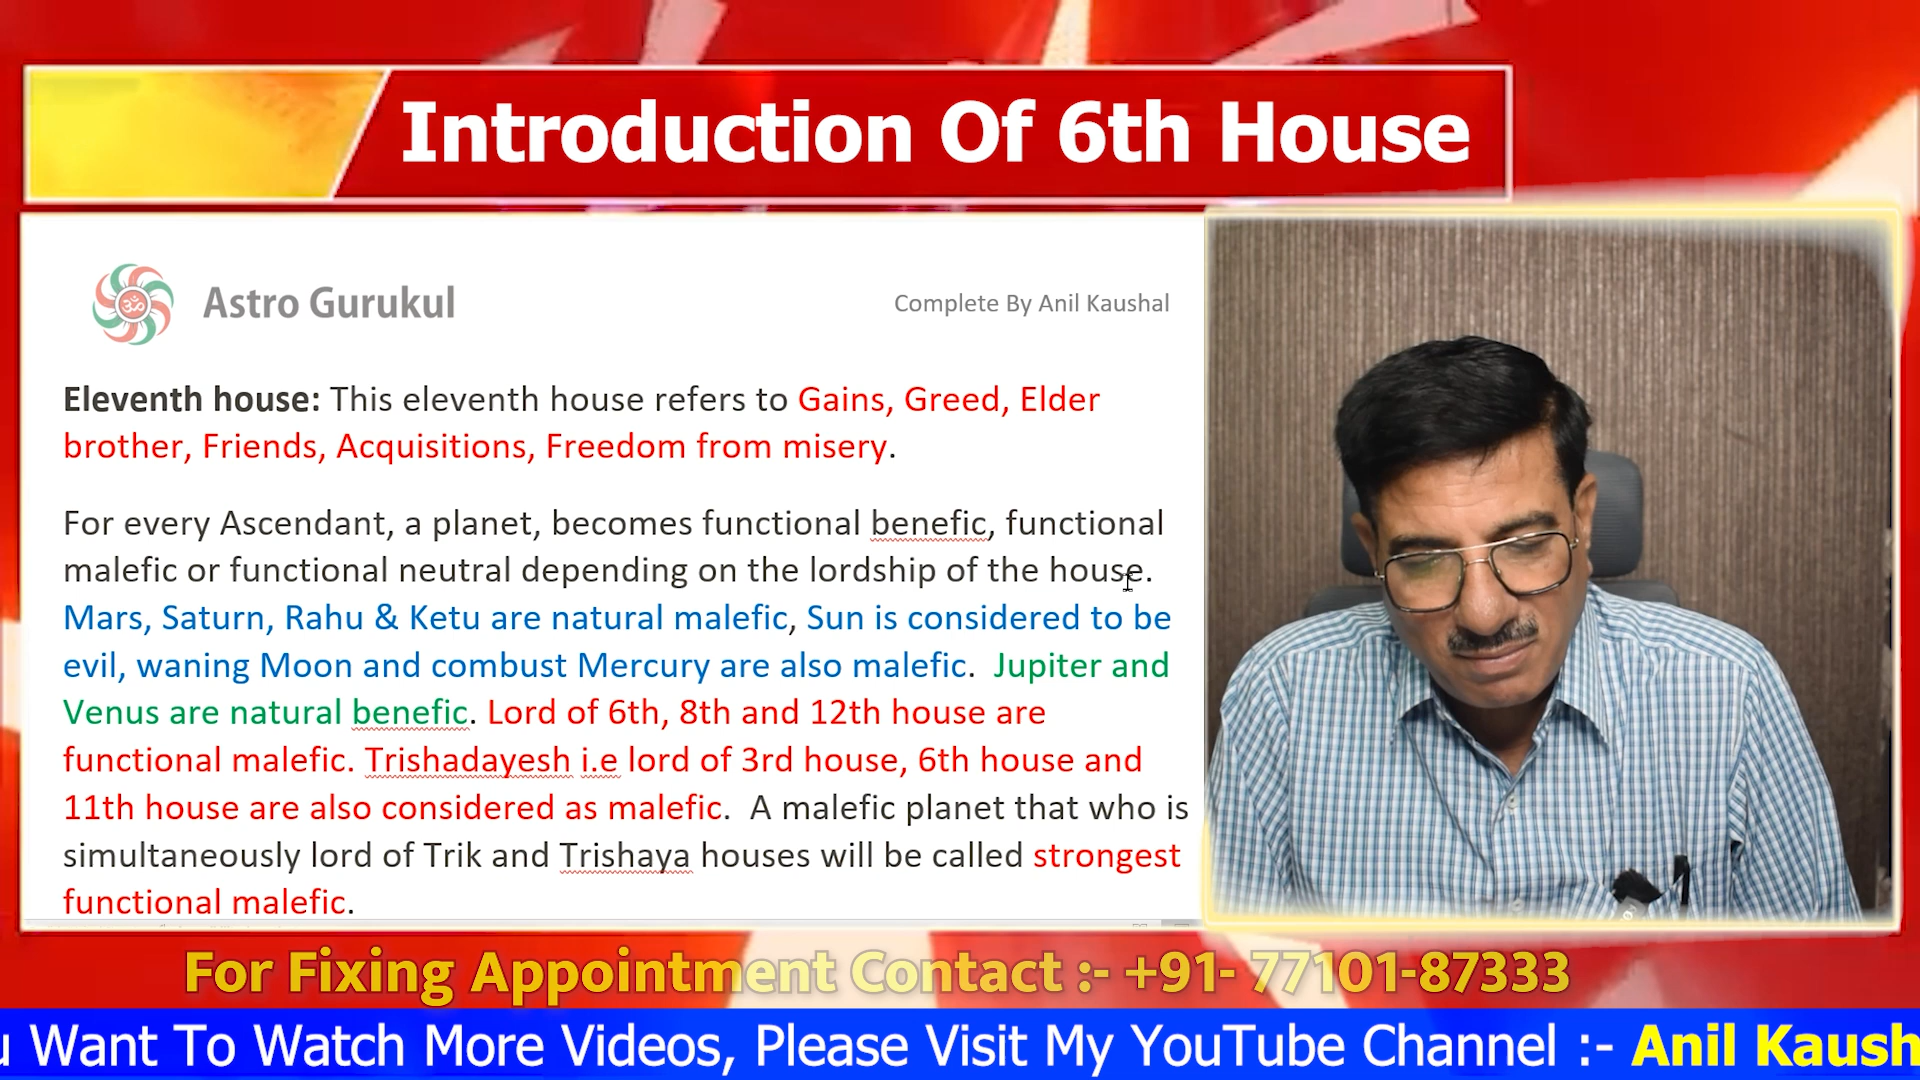 Introduction Of 6th House
Astro Gurukul
Complete By Anil Kaushal
Eleventh house: This eleventh house refers to Gains, Greed, Elder
brother, Friends, Acquisitions, Freedom from misery.
For every Ascendant, a planet, becomes functional benefic, functional
malefic or functional neutral depending on the lordship of the house.
Mars, Saturn, Rahu & Ketu are natural malefic, Sun is considered to be
evil, waning Moon and combust Mercury are also malefic. Jupiter and
Venus are natural benefic. Lord of 6th, 8th and 12th house are
functional malefic. Trishadayesh i.e lord of 3rd house, 6th house and
11th house are also considered as malefic. A malefic planet that who is
simultaneously lord of Trik and Trishaya houses will be called strongest
functional malefic.
For Fixing Appointment Contact :- +91- 77101-87333
u Want To Watch More Videos, Please Visit My YouTube Channel :- Anil Kaush